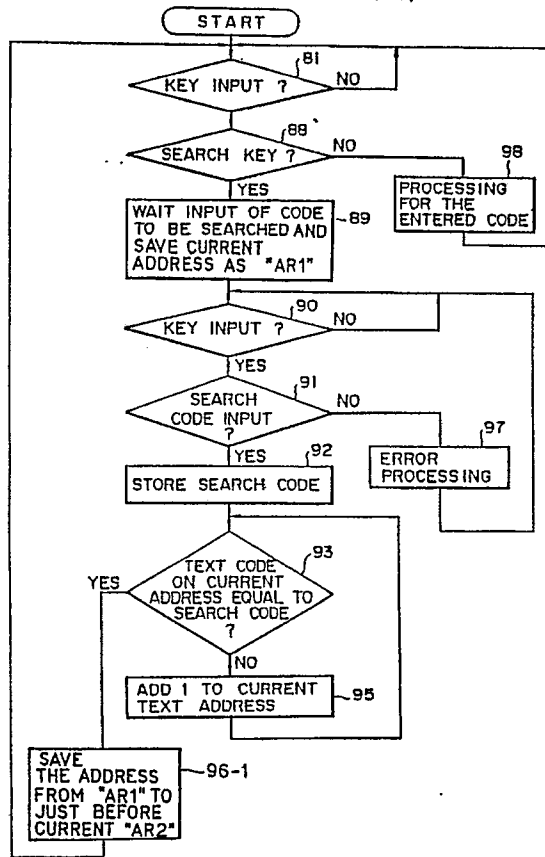 START
81
KEY INPUT ?
NO
88
SEARCH KEY ?
NO
98
YES
PROCESSING
FOR THE
ENTERED CODE
WAIT INPUT OF CODE
TO BE SEARCHED AND
SAVE CURRENT
ADDRESS AS "AR1"
89
90
KEY INPUT ?
NO
YES
91
SEARCH
CODE INPUT
?
NO
97
YES
92
ERROR
PROCESSING
STORE SEARCH CODE
93
YES
TEXT CODE
ON CURRENT
ADDRESS EQUAL TO
SEARCH CODE
?
NO
ADD 1 TO CURRENT
TEXT ADDRESS
95
SAVE
THE ADDRESS
FROM "AR1" TO
JUST BEFORE
CURRENT "AR2"
96-1